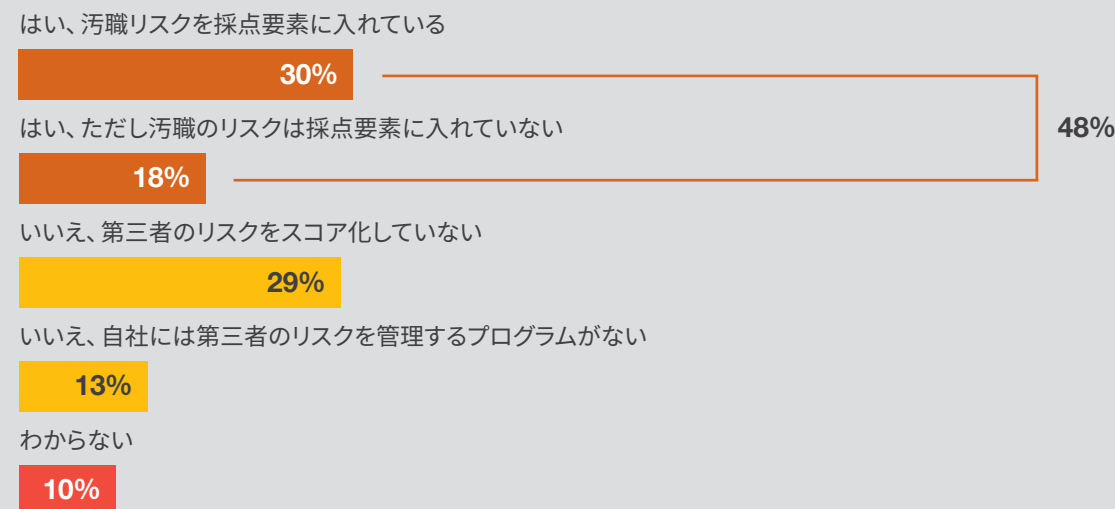 はい、汚職リスクを採点要素に入れている
30%
はい、ただし汚職のリスクは採点要素に入れていない
48%
18%
いいえ、第三者のリスクをスコア化していない
29%
いいえ、自社には第三者のリスクを管理するプログラムがない
13%
わからない
10%